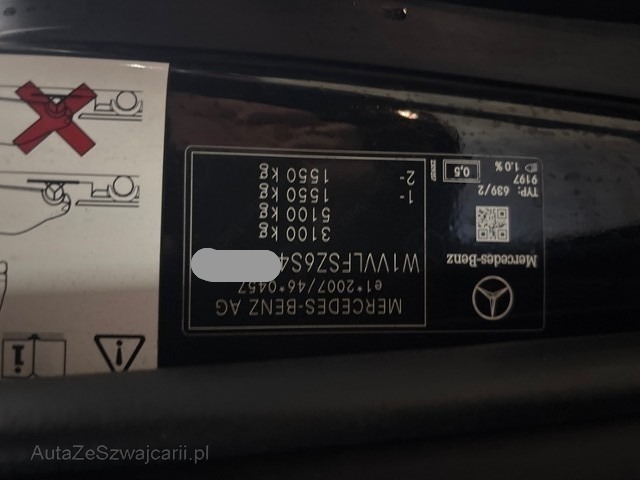 MERCEDES-BENZ AG
e1*2007/46*0457
W1VVLFSZ6S4
3100 kg
5100 kg
1- 1550 kg
2- 1550 kg
Mercedes-Benz
TYP: 639/2
9197
1.0%
0,5
AutaZeSzwajcarii.pl